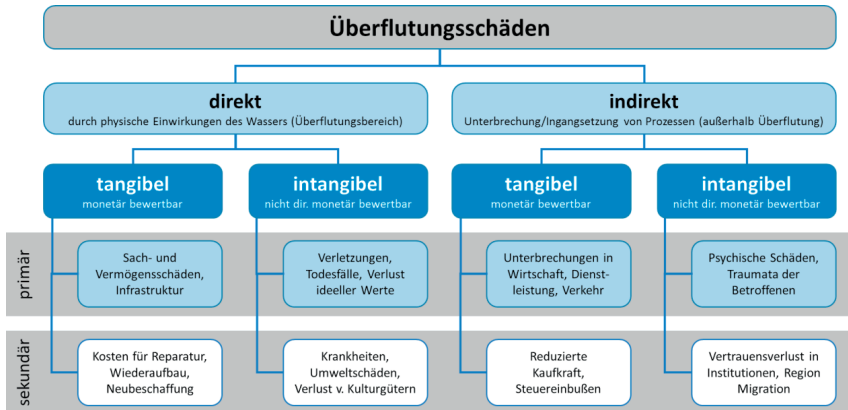 Überflutungsschäden
direkt
durch physische Einwirkungen des Wassers (Überflutungsbereich)
indirekt
Unterbrechung/Ingangsetzung von Prozessen (außerhalb Überflutung)
tangibel
monetär bewertbar
intangibel
nicht dir. monetär bewertbar
tangibel
monetär bewertbar
intangibel
nicht dir. monetär bewertbar
primär
Sach- und
Vermögensschäden,
Infrastruktur
Verletzungen,
Todesfälle, Verlust
ideeller Werte
Unterbrechungen in
Wirtschaft, Dienst-
leistung, Verkehr
Psychische Schäden,
Traumata der
Betroffenen
sekundär
Kosten für Reparatur,
Wiederaufbau,
Neubeschaffung
Krankheiten,
Umweltschäden,
Verlust v. Kulturgütern
Reduzierte
Kaufkraft,
Steuereinbußen
Vertrauensverlust in
Institutionen, Region
Migration